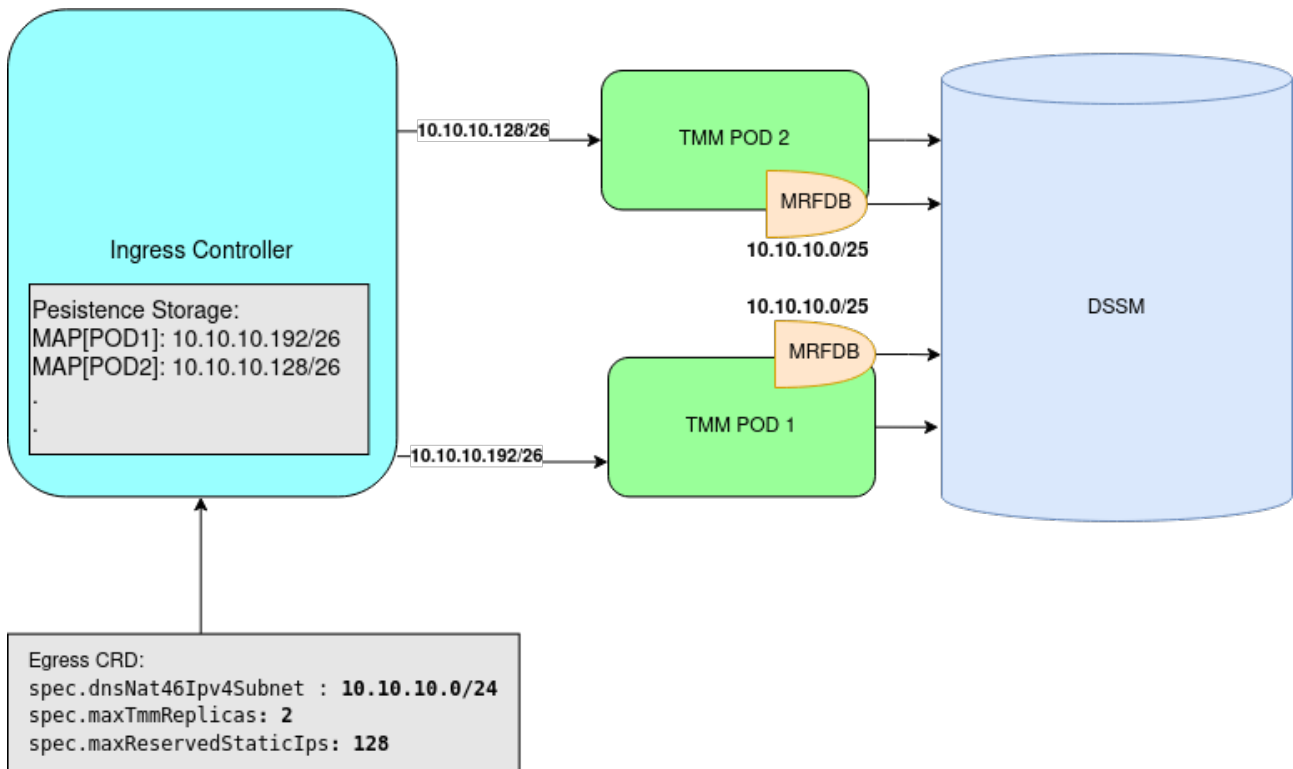 10.10.10.128/26
TMM POD 2
MRFDB
10.10.10.0/25
Ingress Controller
Pesistence Storage:
MAP[POD1]: 10.10.10.192/26
MAP[POD2]: 10.10.10.128/26
.
.
10.10.10.0/25
MRFDB
TMM POD 1
10.10.10.192/26
DSSM
Egress CRD:
spec.dnsNat46Ipv4Subnet : 10.10.10.0/24
spec.maxTmmReplicas: 2
spec.maxReservedStaticIps: 128